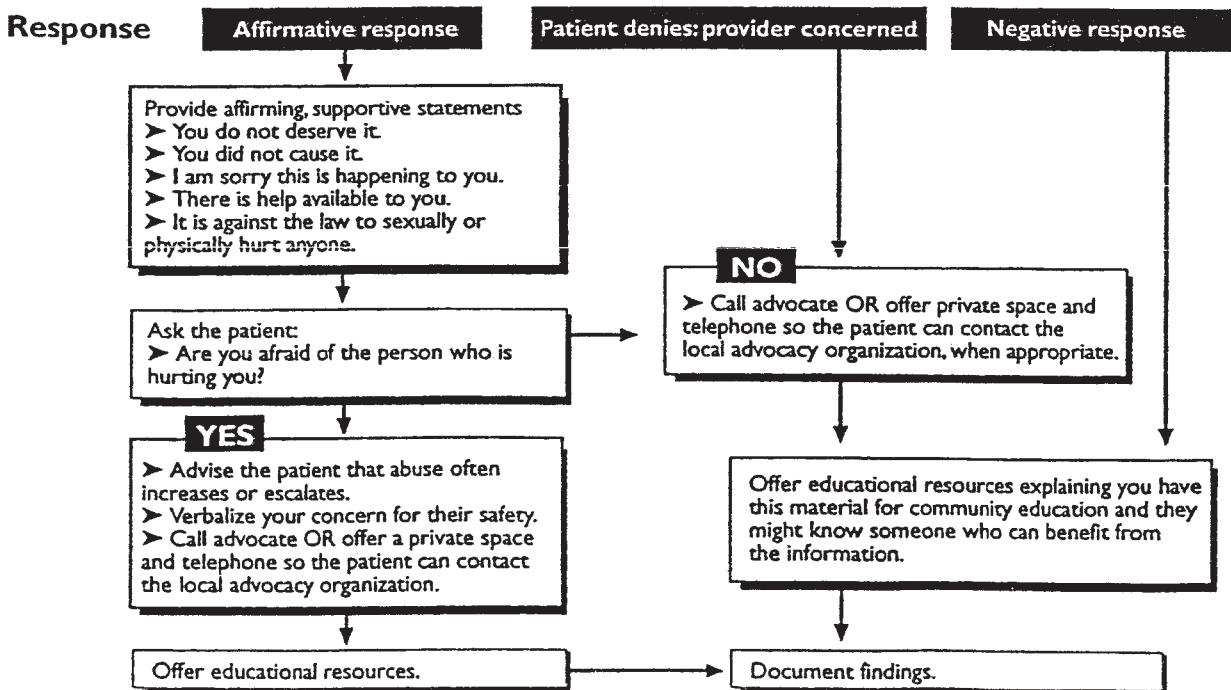 Response
Affirmative response
Patient denies: provider concerned
Negative response
Provide affirming, supportive statements
➤ You do not deserve it.
➤ You did not cause it.
➤ I am sorry this is happening to you.
➤ There is help available to you.
➤ It is against the law to sexually or
physically hurt anyone.
Ask the patient:
➤ Are you afraid of the person who is
hurting you?
NO
➤ Call advocate OR offer private space and
telephone so the patient can contact the
local advocacy organization, when appropriate.
YES
➤ Advise the patient that abuse often
increases or escalates.
➤ Verbalize your concern for their safety.
➤ Call advocate OR offer a private space
and telephone so the patient can contact
the local advocacy organization.
Offer educational resources explaining you have
this material for community education and they
might know someone who can benefit from
the information.
Offer educational resources.
Document findings.